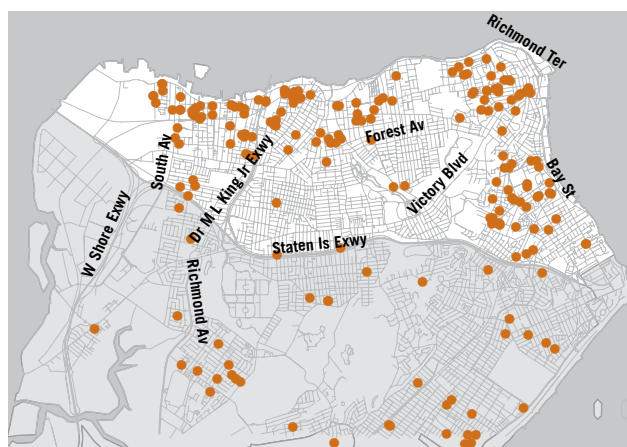 Richmond Ter
Forest Av
South Av
Dr M L King Jr Exwy
Victory Blvd
Bay St
W Shore Exwy
Staten Is Exwy
Richmond Av